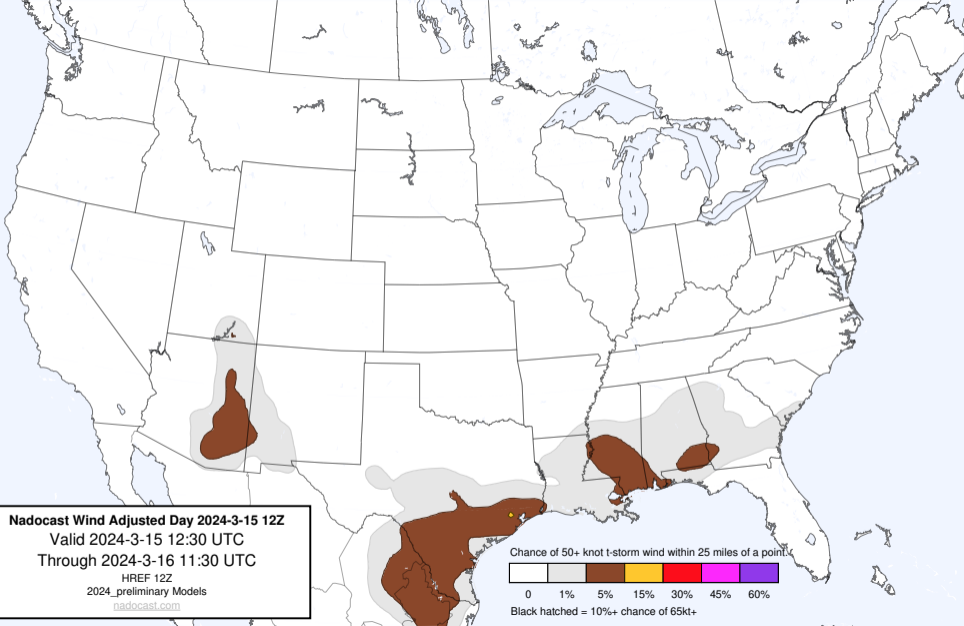 Nadocast Wind Adjusted Day 2024-3-15 12Z
Valid 2024-3-15 12:30 UTC
Through 2024-3-16 11:30 UTC
HREF 12Z
2024_preliminary Models
nadocast.com
Chance of 50+ knot t-storm wind within 25 miles of a point.
0 1% 5% 15% 30% 45% 60%
Black hatched = 10%+ chance of 65kt+